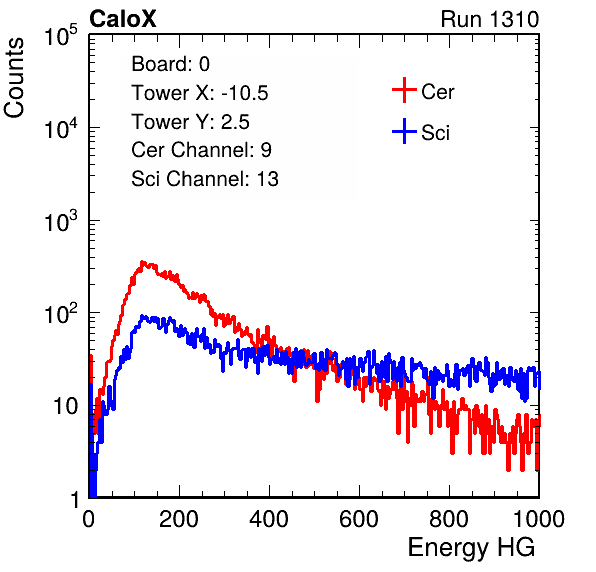 CaloX Run 1310
Counts
10^5
10^4
10^3
10^2
10
1
Board: 0
Tower X: -10.5
Tower Y: 2.5
Cer Channel: 9
Sci Channel: 13
Cer
Sci
0 200 400 600 800 1000
Energy HG